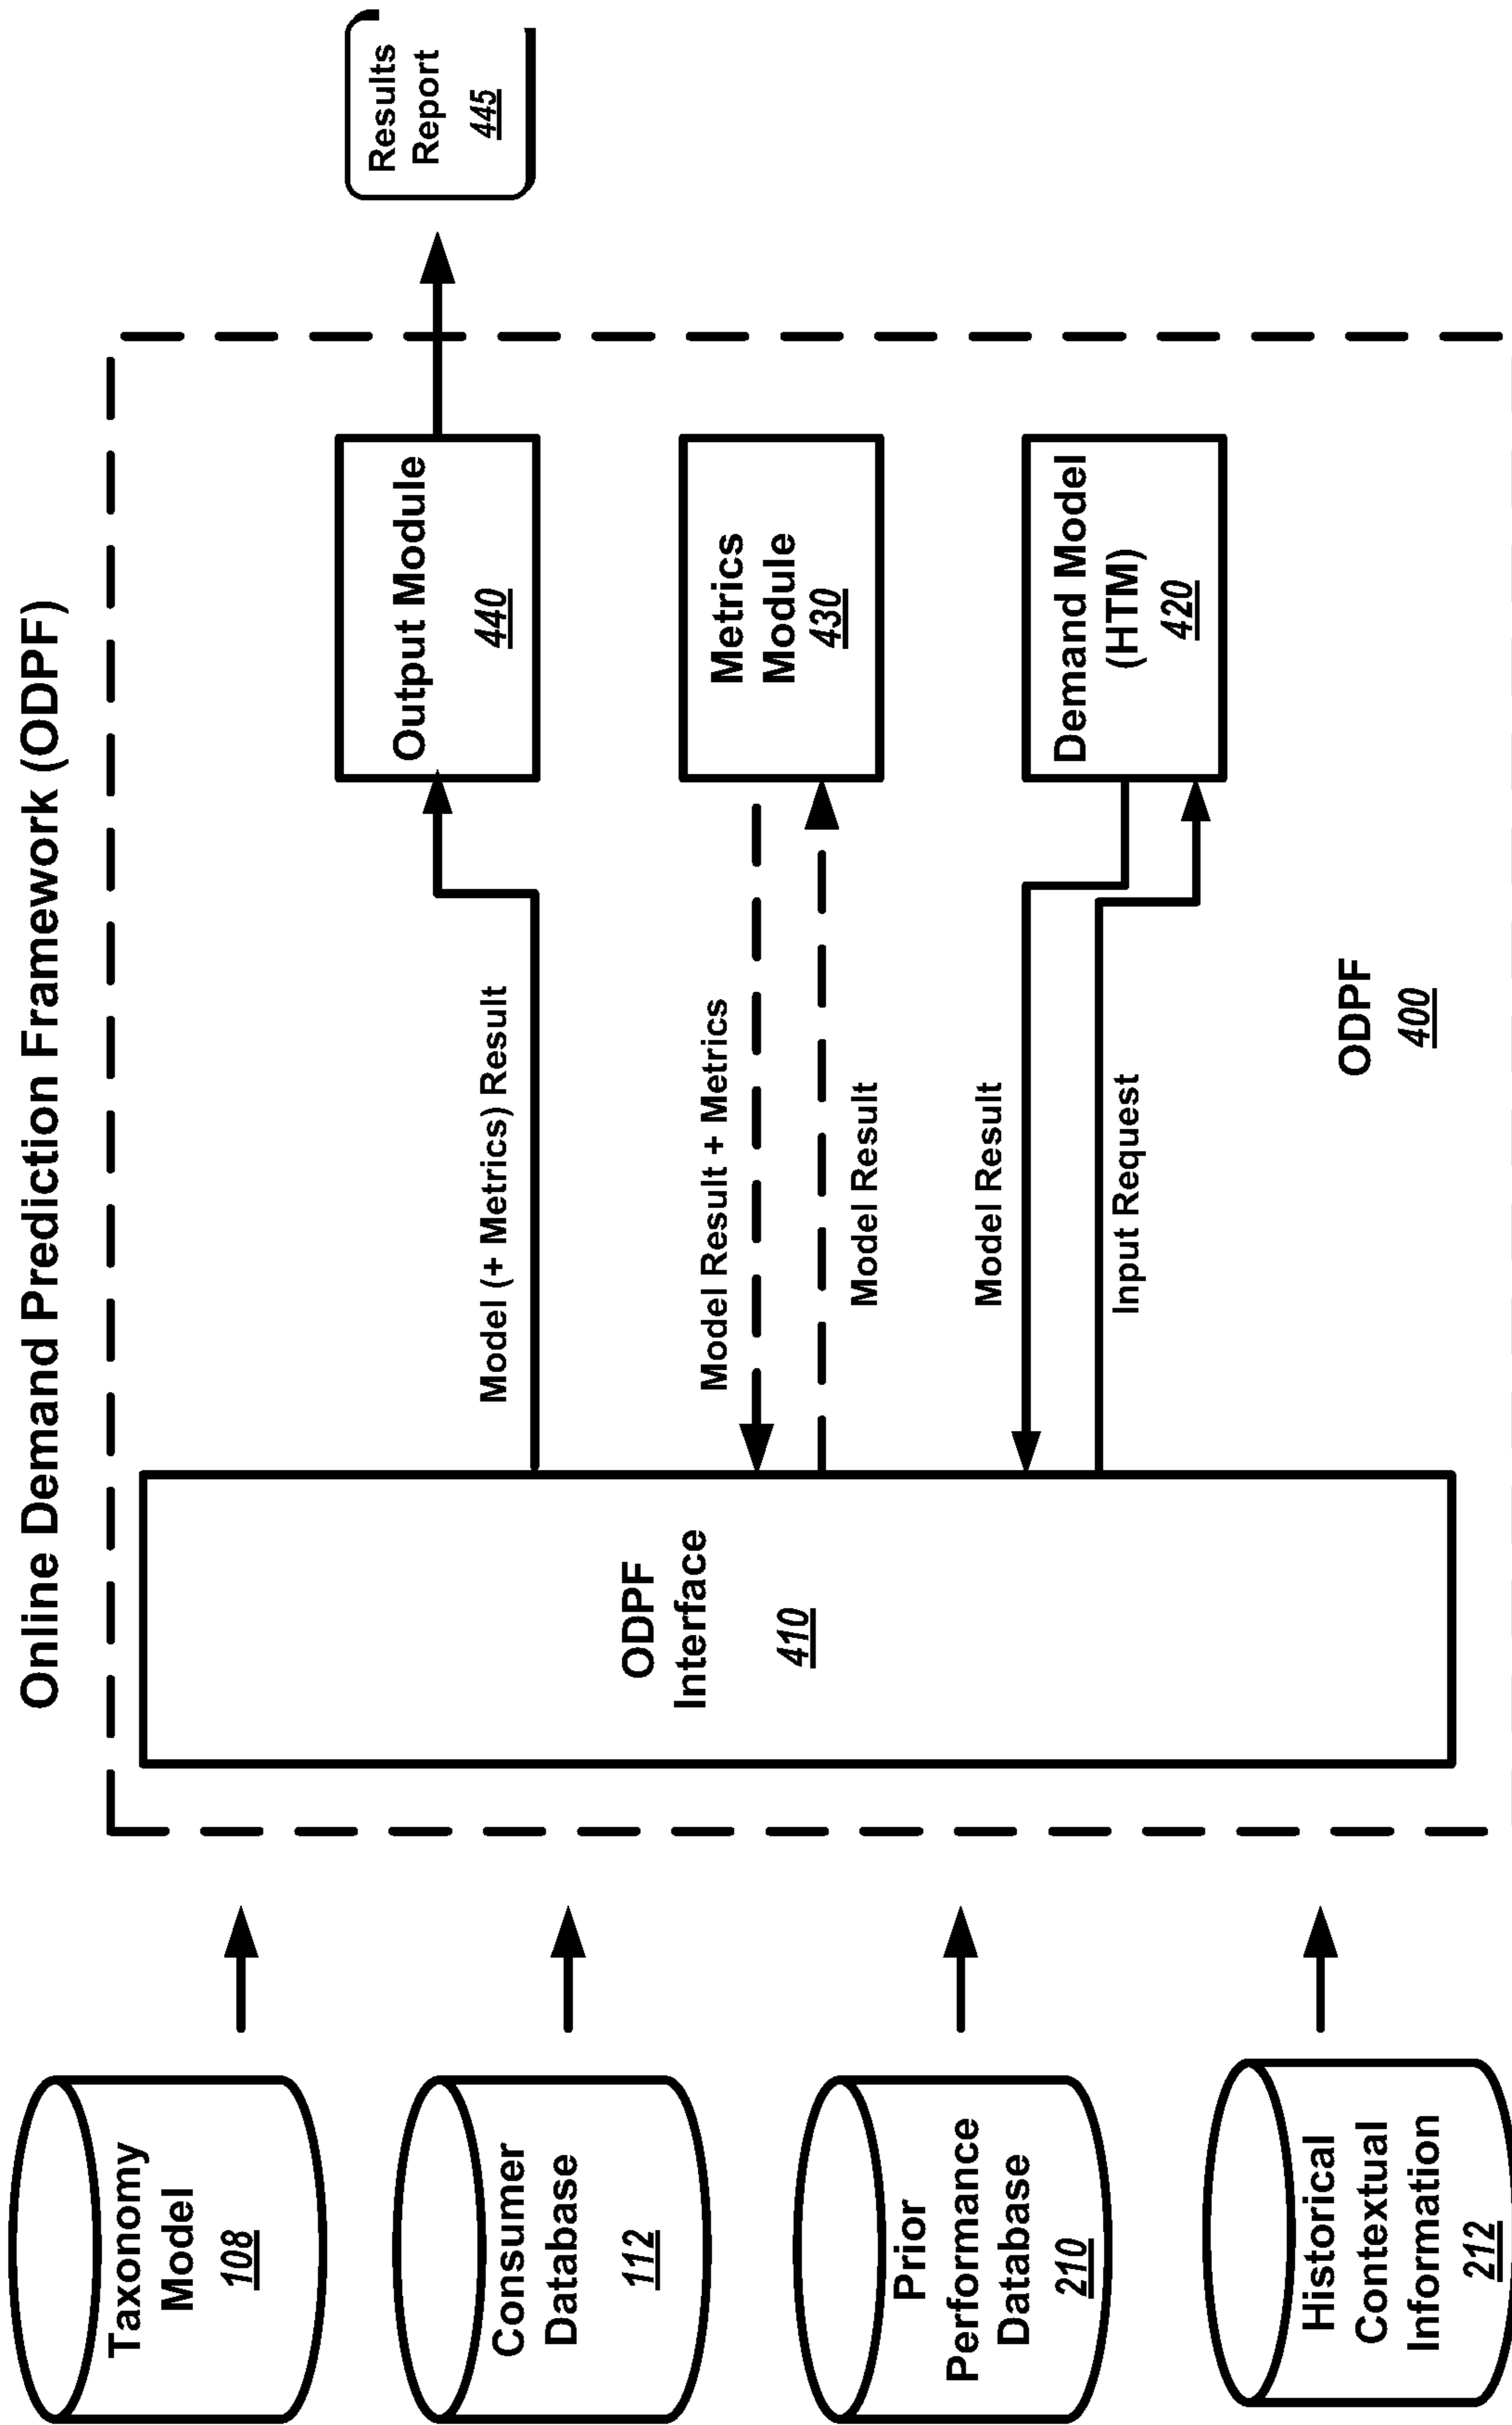 Online Demand Prediction Framework (ODPF)
Taxonomy
Model
108
Consumer
Database
112
Prior
Performance
Database
210
Historical
Contextual
Information
212
ODPF
Interface
410
Model (+ Metrics) Result
Model Result + Metrics
Model Result
Model Result
Input Request
Output Module
440
Metrics
Module
430
Demand Model
(HTM)
420
ODPF
400
Results
Report
445